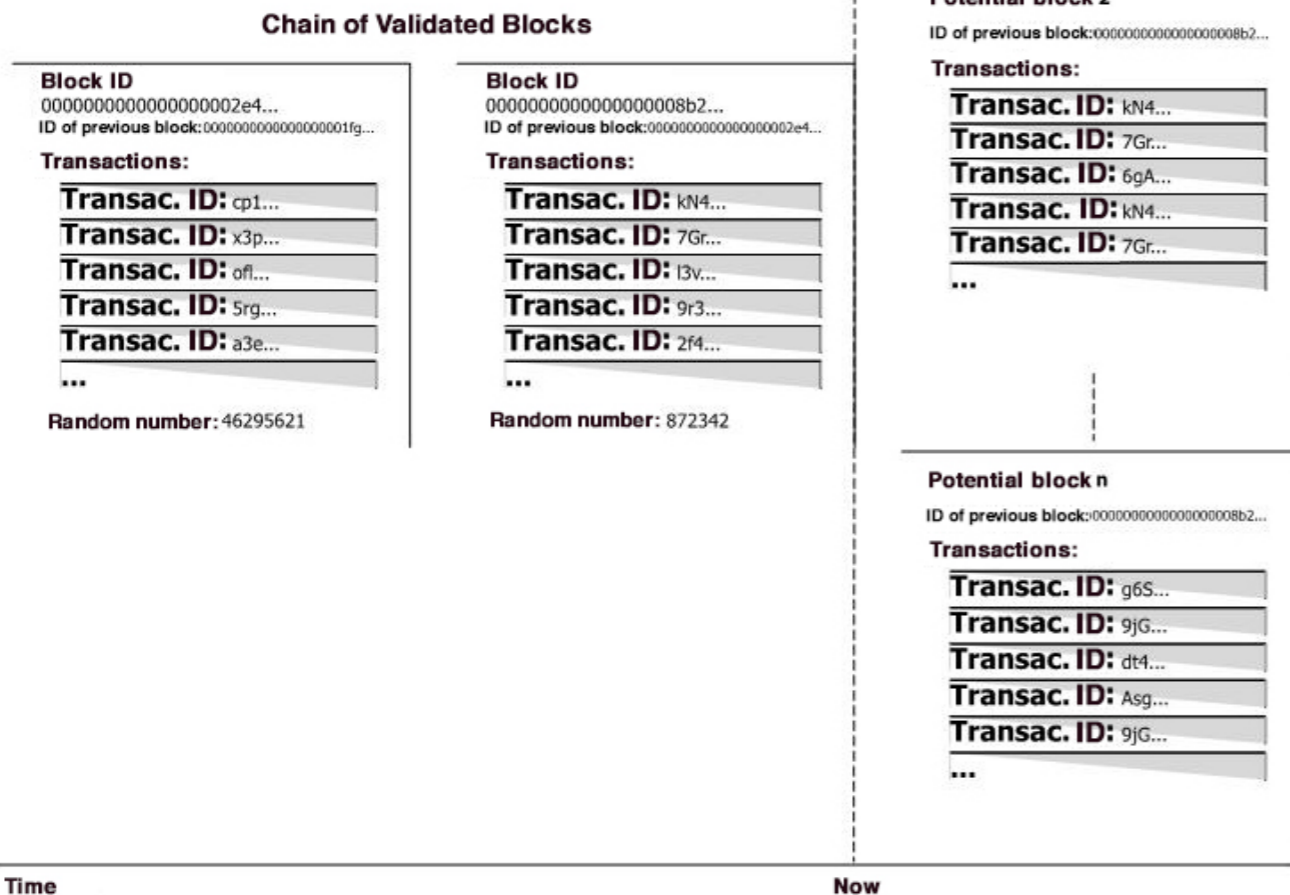 Chain of Validated Blocks
Block ID
00000000000000000002e4...
ID of previous block:0000000000000000001fg...
Transactions:
Transac. ID: cp1...
Transac. ID: x3p...
Transac. ID: ofl...
Transac. ID: 5rg...
Transac. ID: a3e...
...
Random number: 46295621
Block ID
0000000000000000008b2...
ID of previous block:00000000000000000002e4...
Transactions:
Transac. ID: kN4...
Transac. ID: 7Gr...
Transac. ID: l3v...
Transac. ID: 9r3...
Transac. ID: 2f4...
...
Random number: 872342
Potential block 2
ID of previous block:0000000000000000008b2...
Transactions:
Transac. ID: kN4...
Transac. ID: 7Gr...
Transac. ID: 6gA...
Transac. ID: kN4...
Transac. ID: 7Gr...
...
Potential block n
ID of previous block:0000000000000000008b2...
Transactions:
Transac. ID: g6S...
Transac. ID: 9jG...
Transac. ID: dt4...
Transac. ID: Asg...
Transac. ID: 9jG...
...
Time
Now